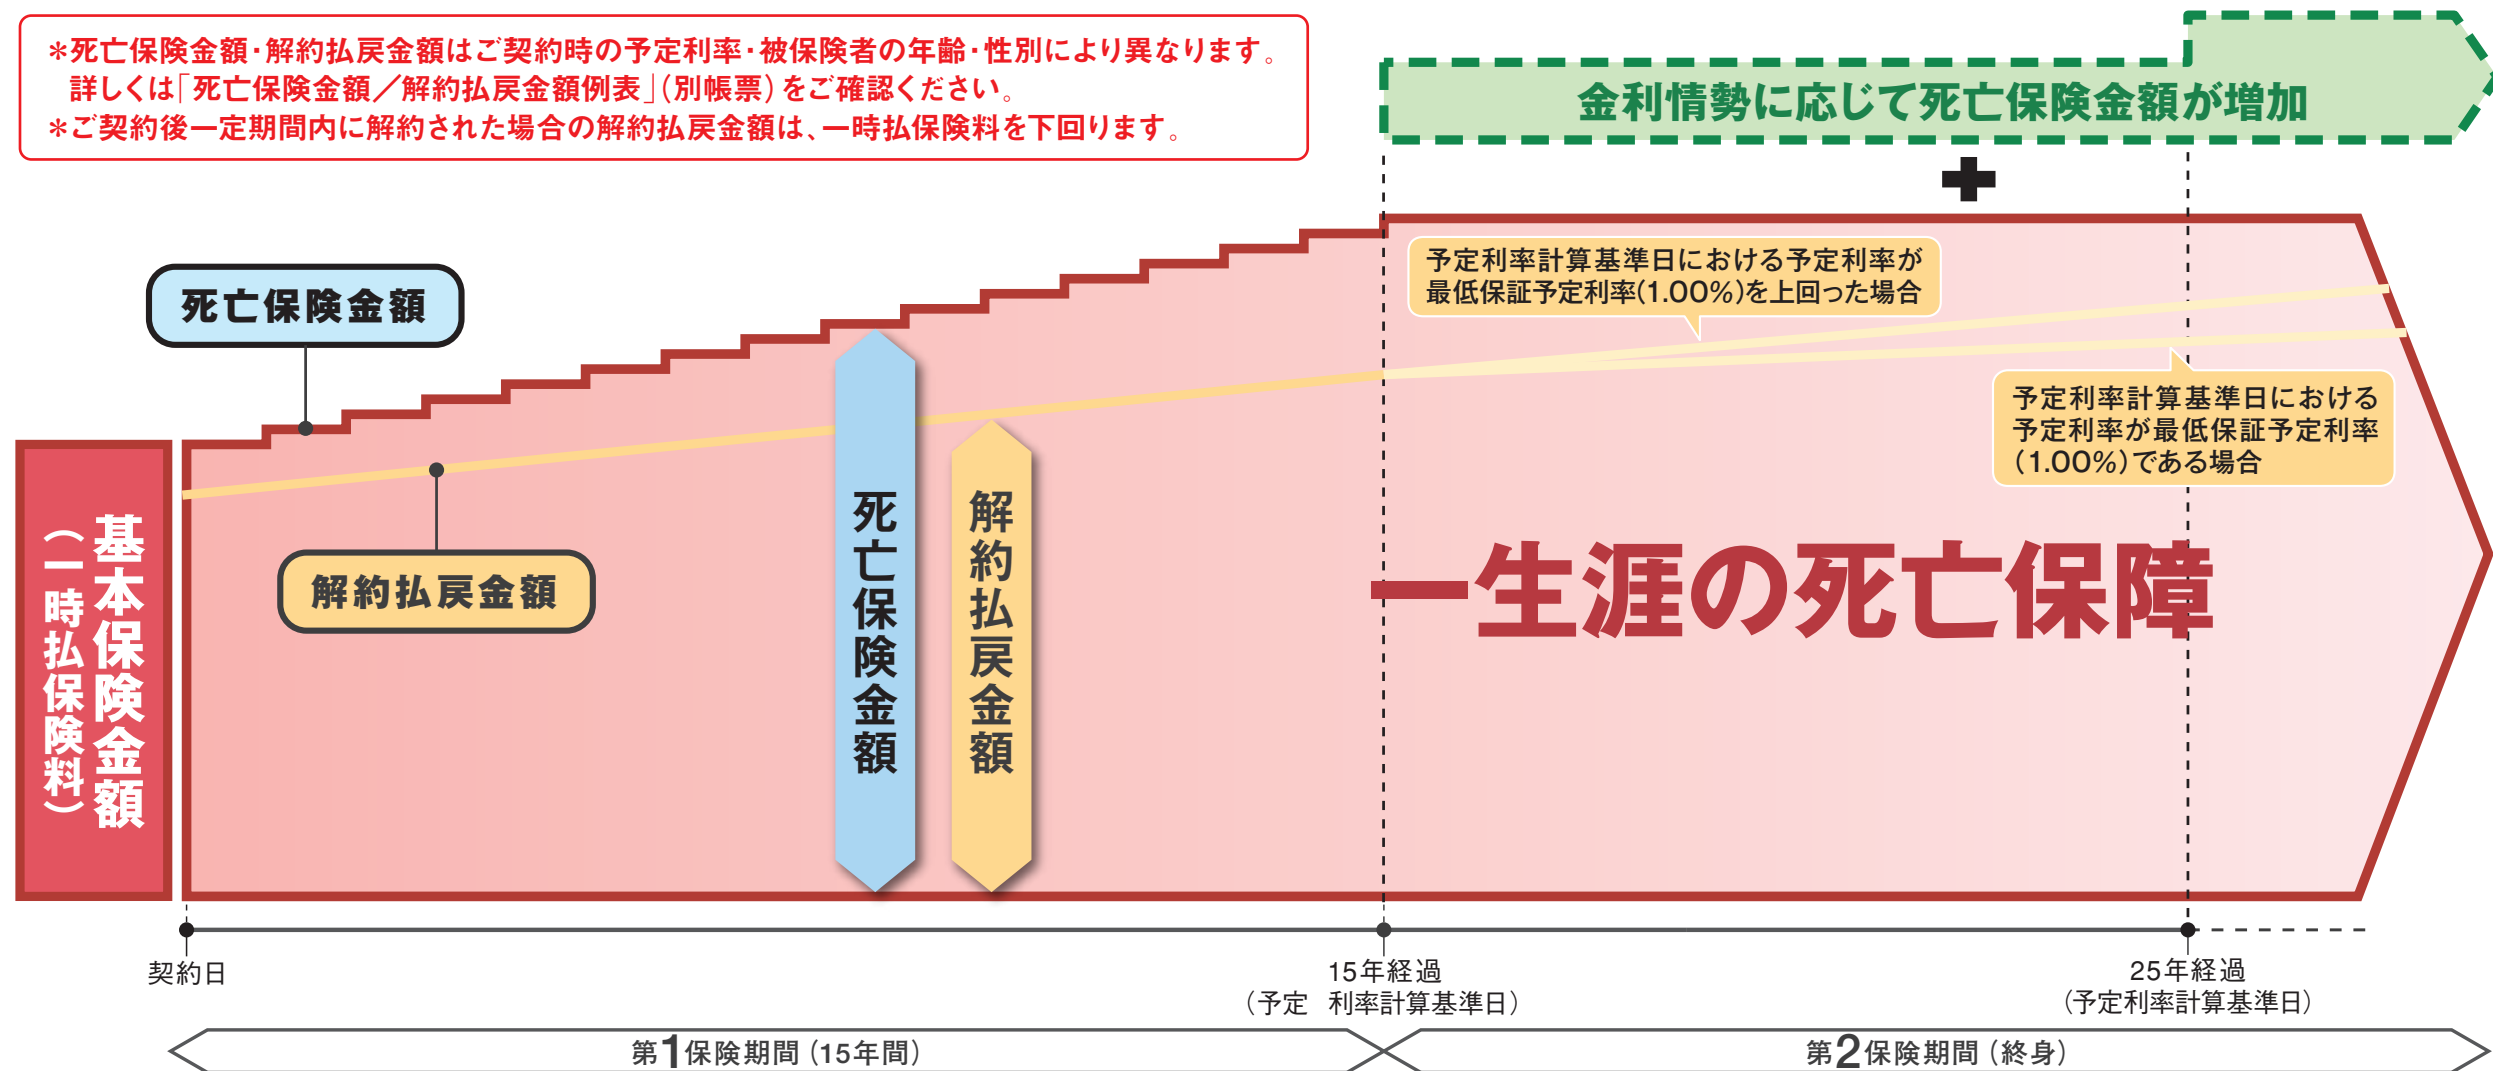 ＊死亡保険金額・解約払戻金額はご契約時の予定利率・被保険者の年齢・性別により異なります。
詳しくは「死亡保険金額／解約払戻金額例表」（別帳票）をご確認ください。
＊ご契約後一定期間内に解約された場合の解約払戻金額は、一時払保険料を下回ります。
金利情勢に応じて死亡保険金額が増加
＋
死亡保険金額
予定利率計算基準日における予定利率が
最低保証予定利率(1.00%)を上回った場合
予定利率計算基準日における
予定利率が最低保証予定利率
（1.00%）である場合
基本保険金額
（一時払保険料）
解約払戻金額
死亡保険金額
解約払戻金額
一生涯の死亡保障
契約日
15年経過
（予定 利率計算基準日）
25年経過
（予定利率計算基準日）
第1保険期間（15年間）
第2保険期間（終身）